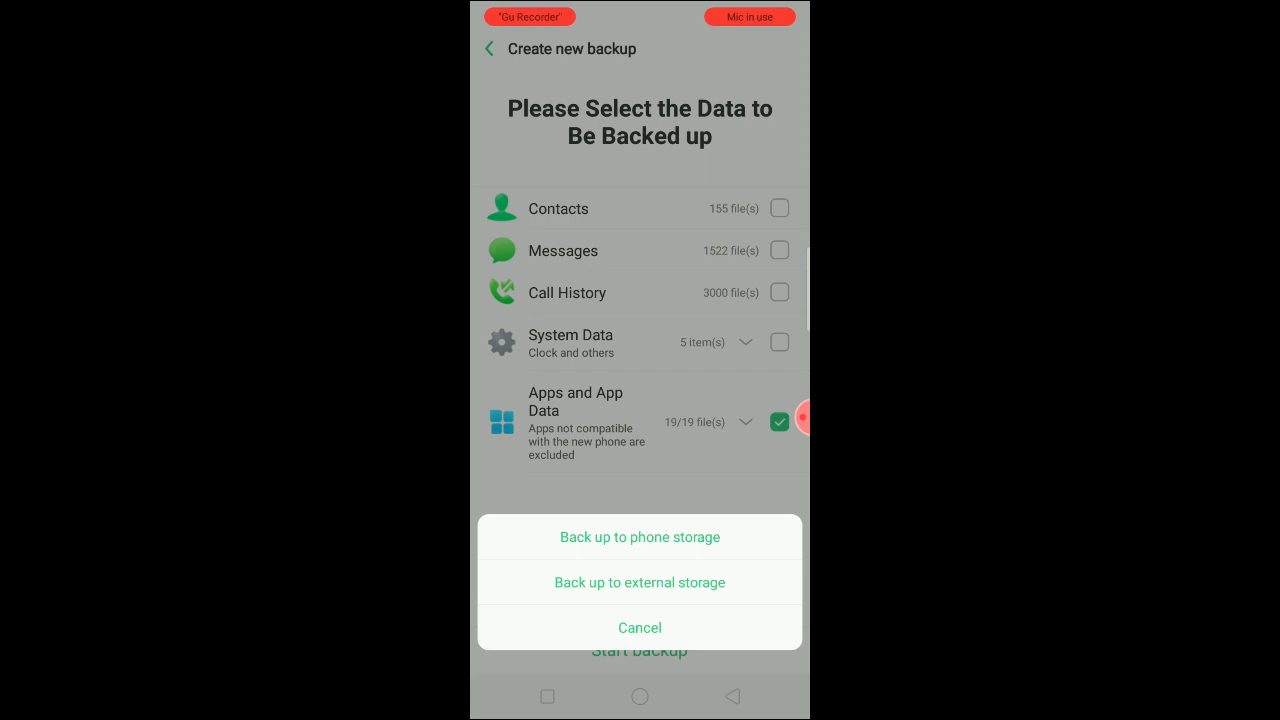 "Gu Recorder"
Mic in use
Create new backup
Please Select the Data to
Be Backed up
Contacts
155 file(s)
Messages
1522 file(s)
Call History
3000 file(s)
System Data
Clock and others
5 item(s)
Apps and App
Data
Apps not compatible
with the new phone are
excluded
19/19 file(s)
Back up to phone storage
Back up to external storage
Cancel
Start backup